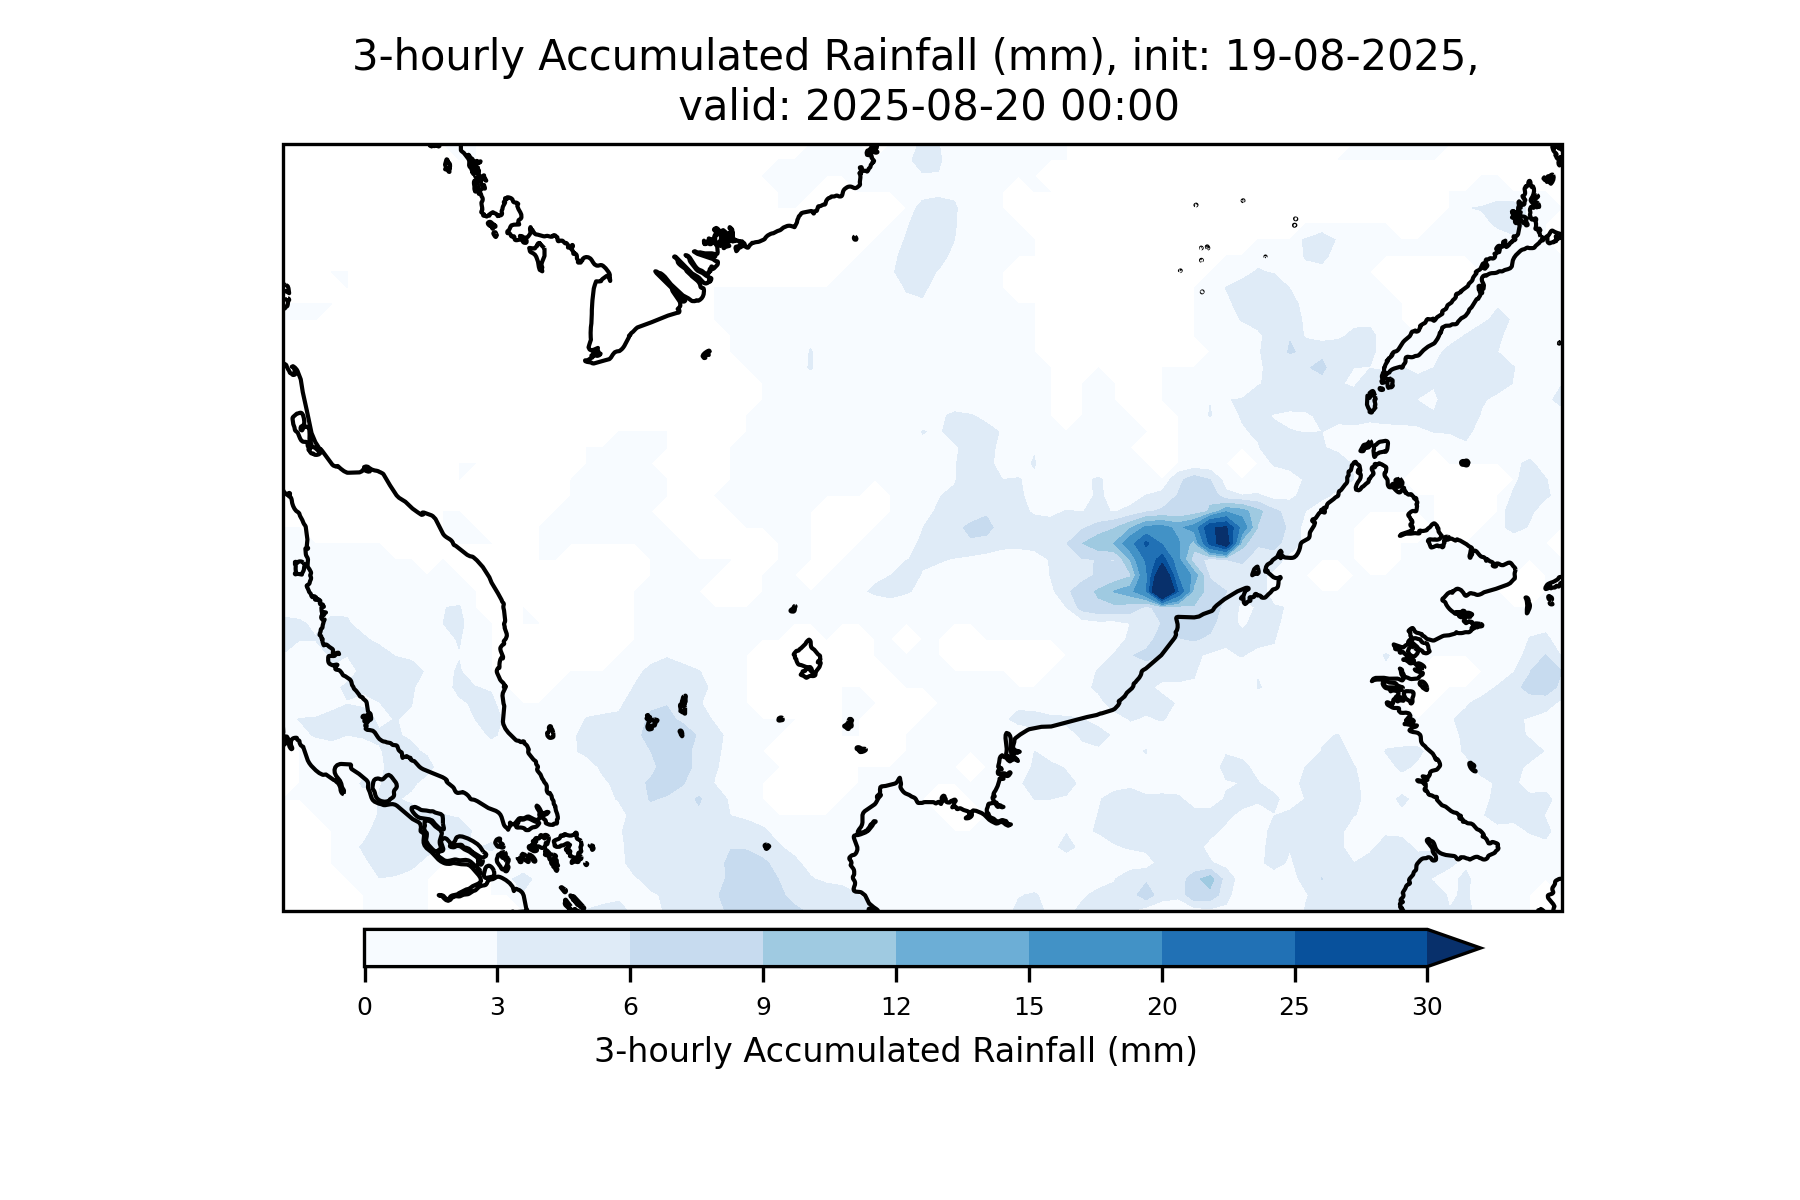 3-hourly Accumulated Rainfall (mm), init: 19-08-2025,
valid: 2025-08-20 00:00
0 3 6 9 12 15 20 25 30
3-hourly Accumulated Rainfall (mm)